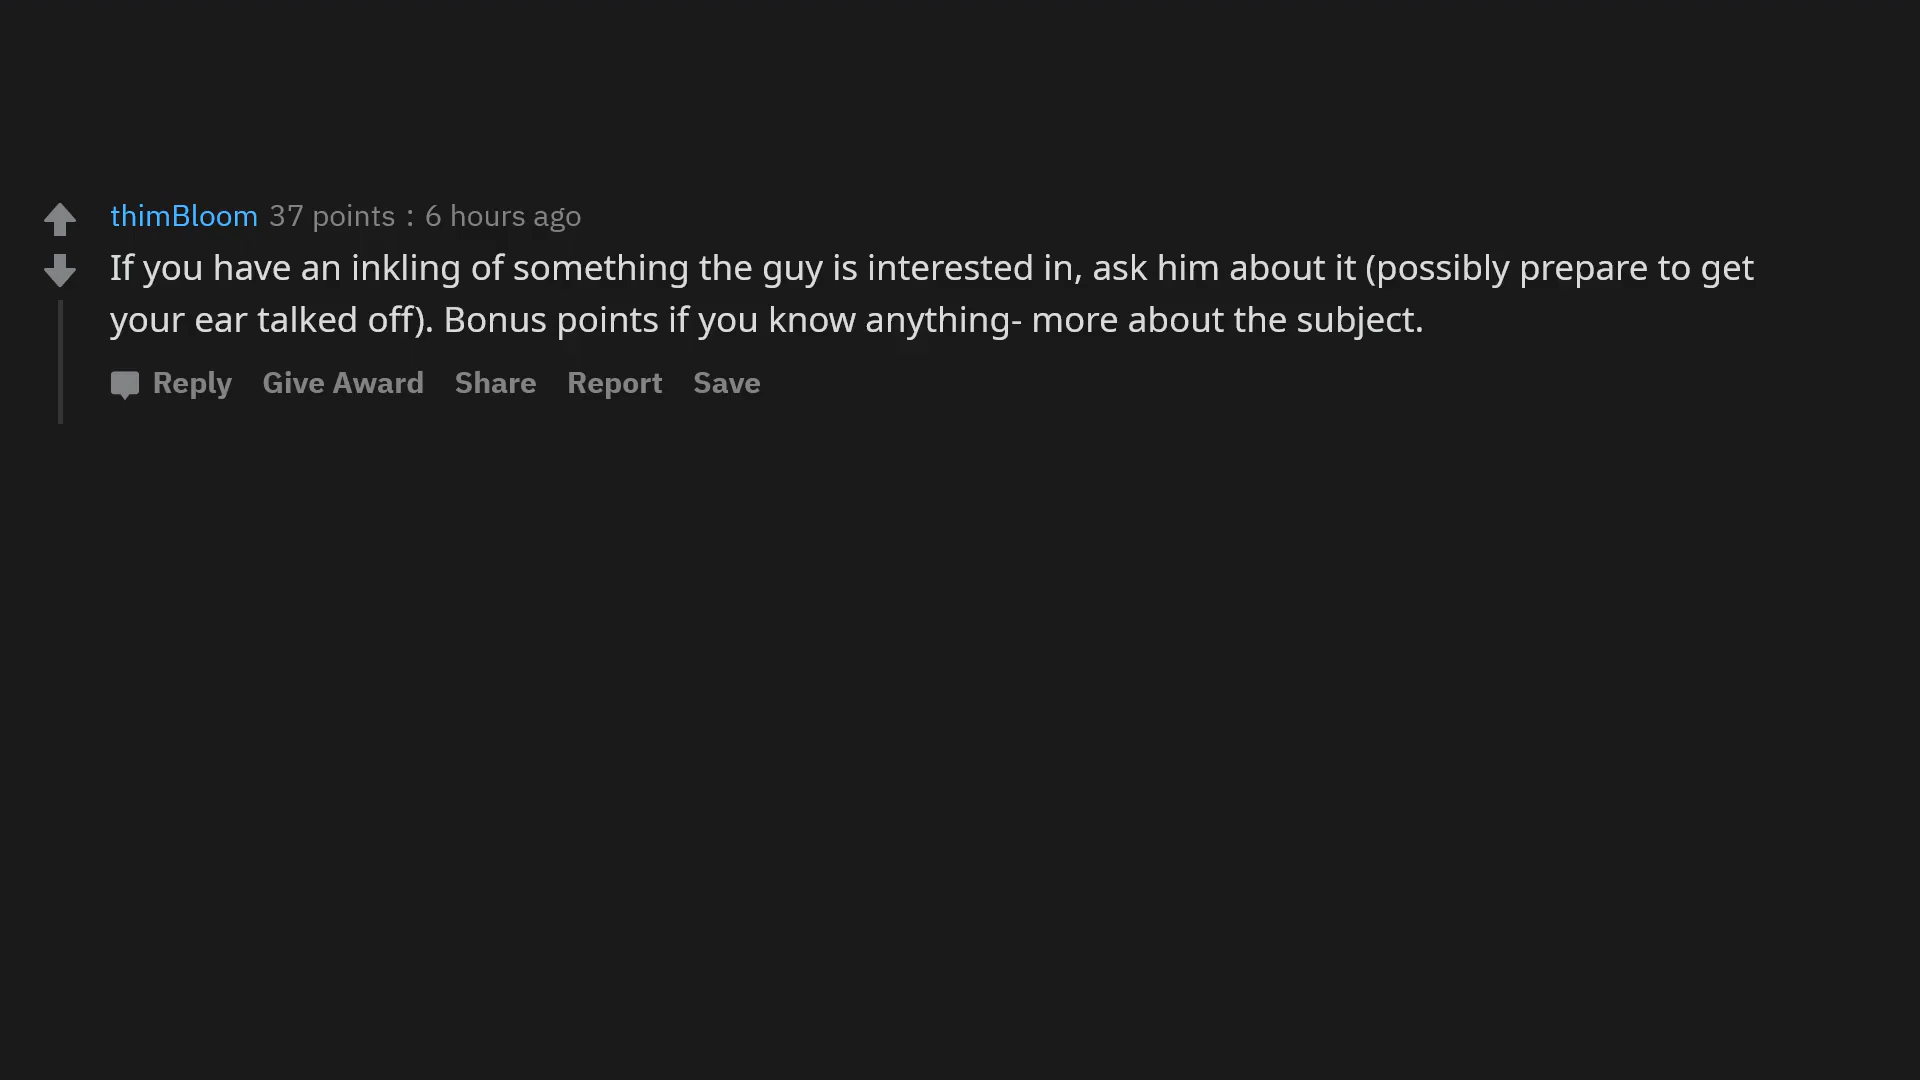 thimBloom 37 points : 6 hours ago
If you have an inkling of something the guy is interested in, ask him about it (possibly prepare to get
your ear talked off). Bonus points if you know anything- more about the subject.
Reply Give Award Share Report Save